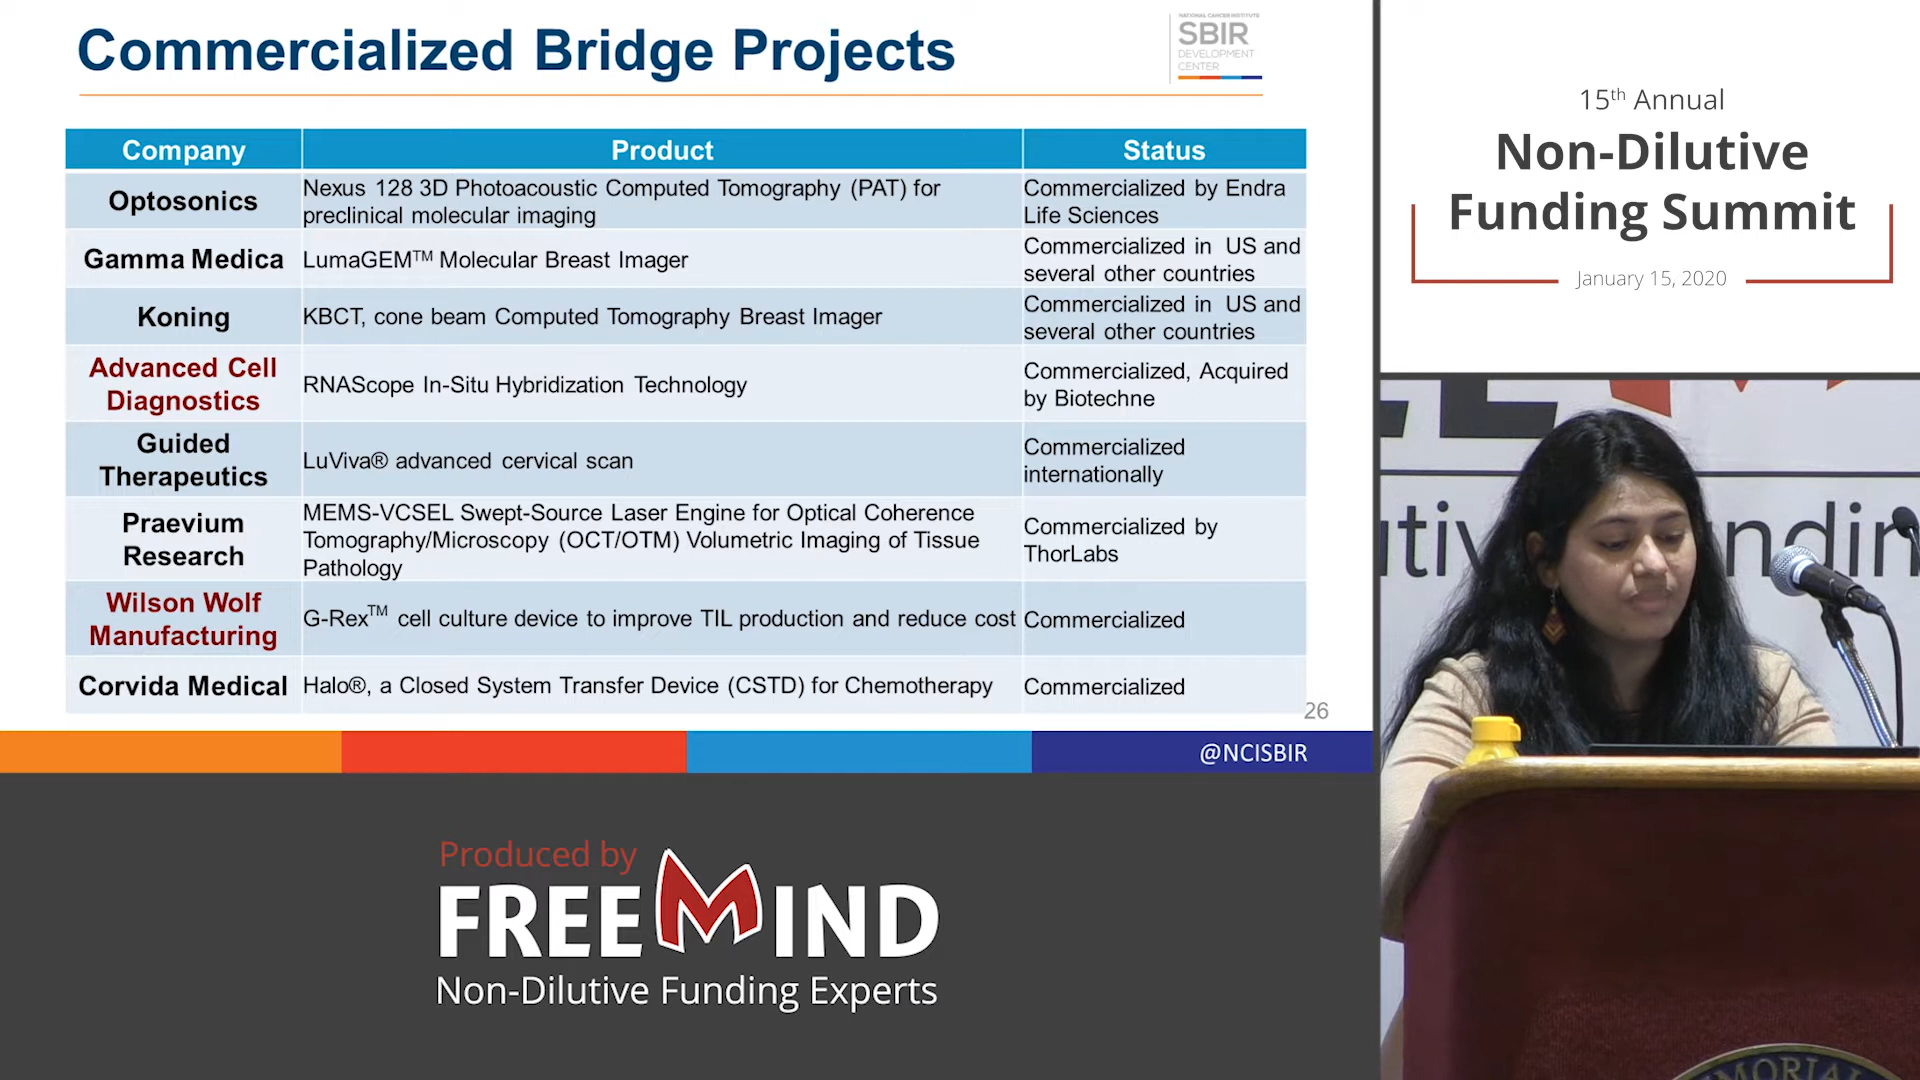 Commercialized Bridge Projects
NATIONAL CANCER INSTITUTE
SBIR
DEVELOPMENT
CENTER
Company Product Status
Optosonics
Nexus 128 3D Photoacoustic Computed Tomography (PAT) for
preclinical molecular imaging
Commercialized by Endra
Life Sciences
Gamma Medica
LumaGEM™ Molecular Breast Imager
Commercialized in US and
several other countries
Koning
KBCT, cone beam Computed Tomography Breast Imager
Commercialized in US and
several other countries
Advanced Cell
Diagnostics
RNAScope In-Situ Hybridization Technology
Commercialized, Acquired
by Biotechne
Guided
Therapeutics
LuViva® advanced cervical scan
Commercialized
internationally
Praevium
Research
MEMS-VCSEL Swept-Source Laser Engine for Optical Coherence
Tomography/Microscopy (OCT/OTM) Volumetric Imaging of Tissue
Pathology
Commercialized by
ThorLabs
Wilson Wolf
Manufacturing
G-Rex™ cell culture device to improve TIL production and reduce cost
Commercialized
Corvida Medical
Halo®, a Closed System Transfer Device (CSTD) for Chemotherapy
Commercialized
26
@NCISBIR
Produced by
FREEMIND
Non-Dilutive Funding Experts
15th Annual
Non-Dilutive
Funding Summit
January 15, 2020